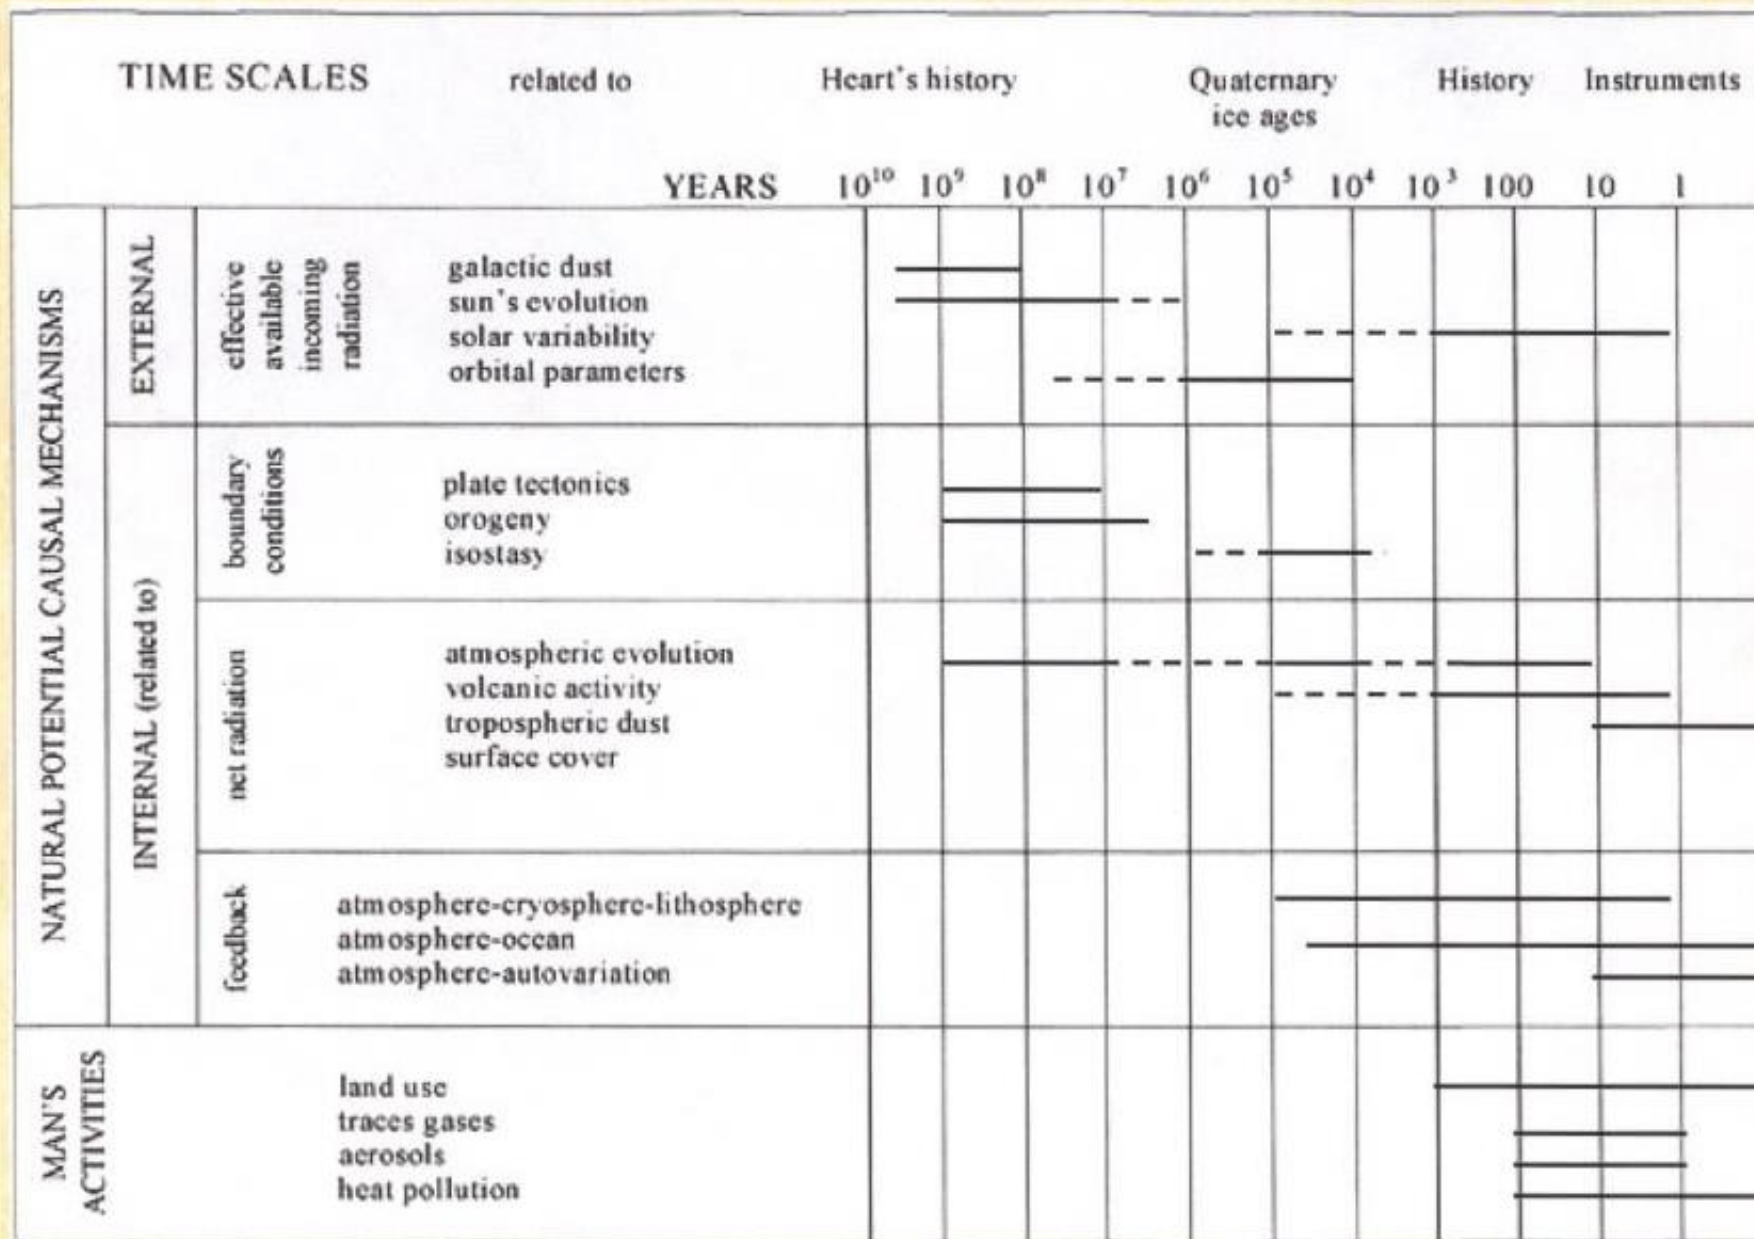 TIME SCALES related to Heart's history Quaternary ice ages History Instruments
YEARS 10¹⁰ 10⁹ 10⁸ 10⁷ 10⁶ 10⁵ 10⁴ 10³ 100 10 1
NATURAL POTENTIAL CAUSAL MECHANISMS
EXTERNAL
effective
available
incoming
radiation
galactic dust
sun's evolution
solar variability
orbital parameters
INTERNAL (related to)
boundary
conditions
plate tectonics
orogeny
isostasy
net radiation
atmospheric evolution
volcanic activity
tropospheric dust
surface cover
feedback
atmosphere-cryosphere-lithosphere
atmosphere-ocean
atmosphere-autovariation
MAN'S
ACTIVITIES
land use
traces gases
aerosols
heat pollution